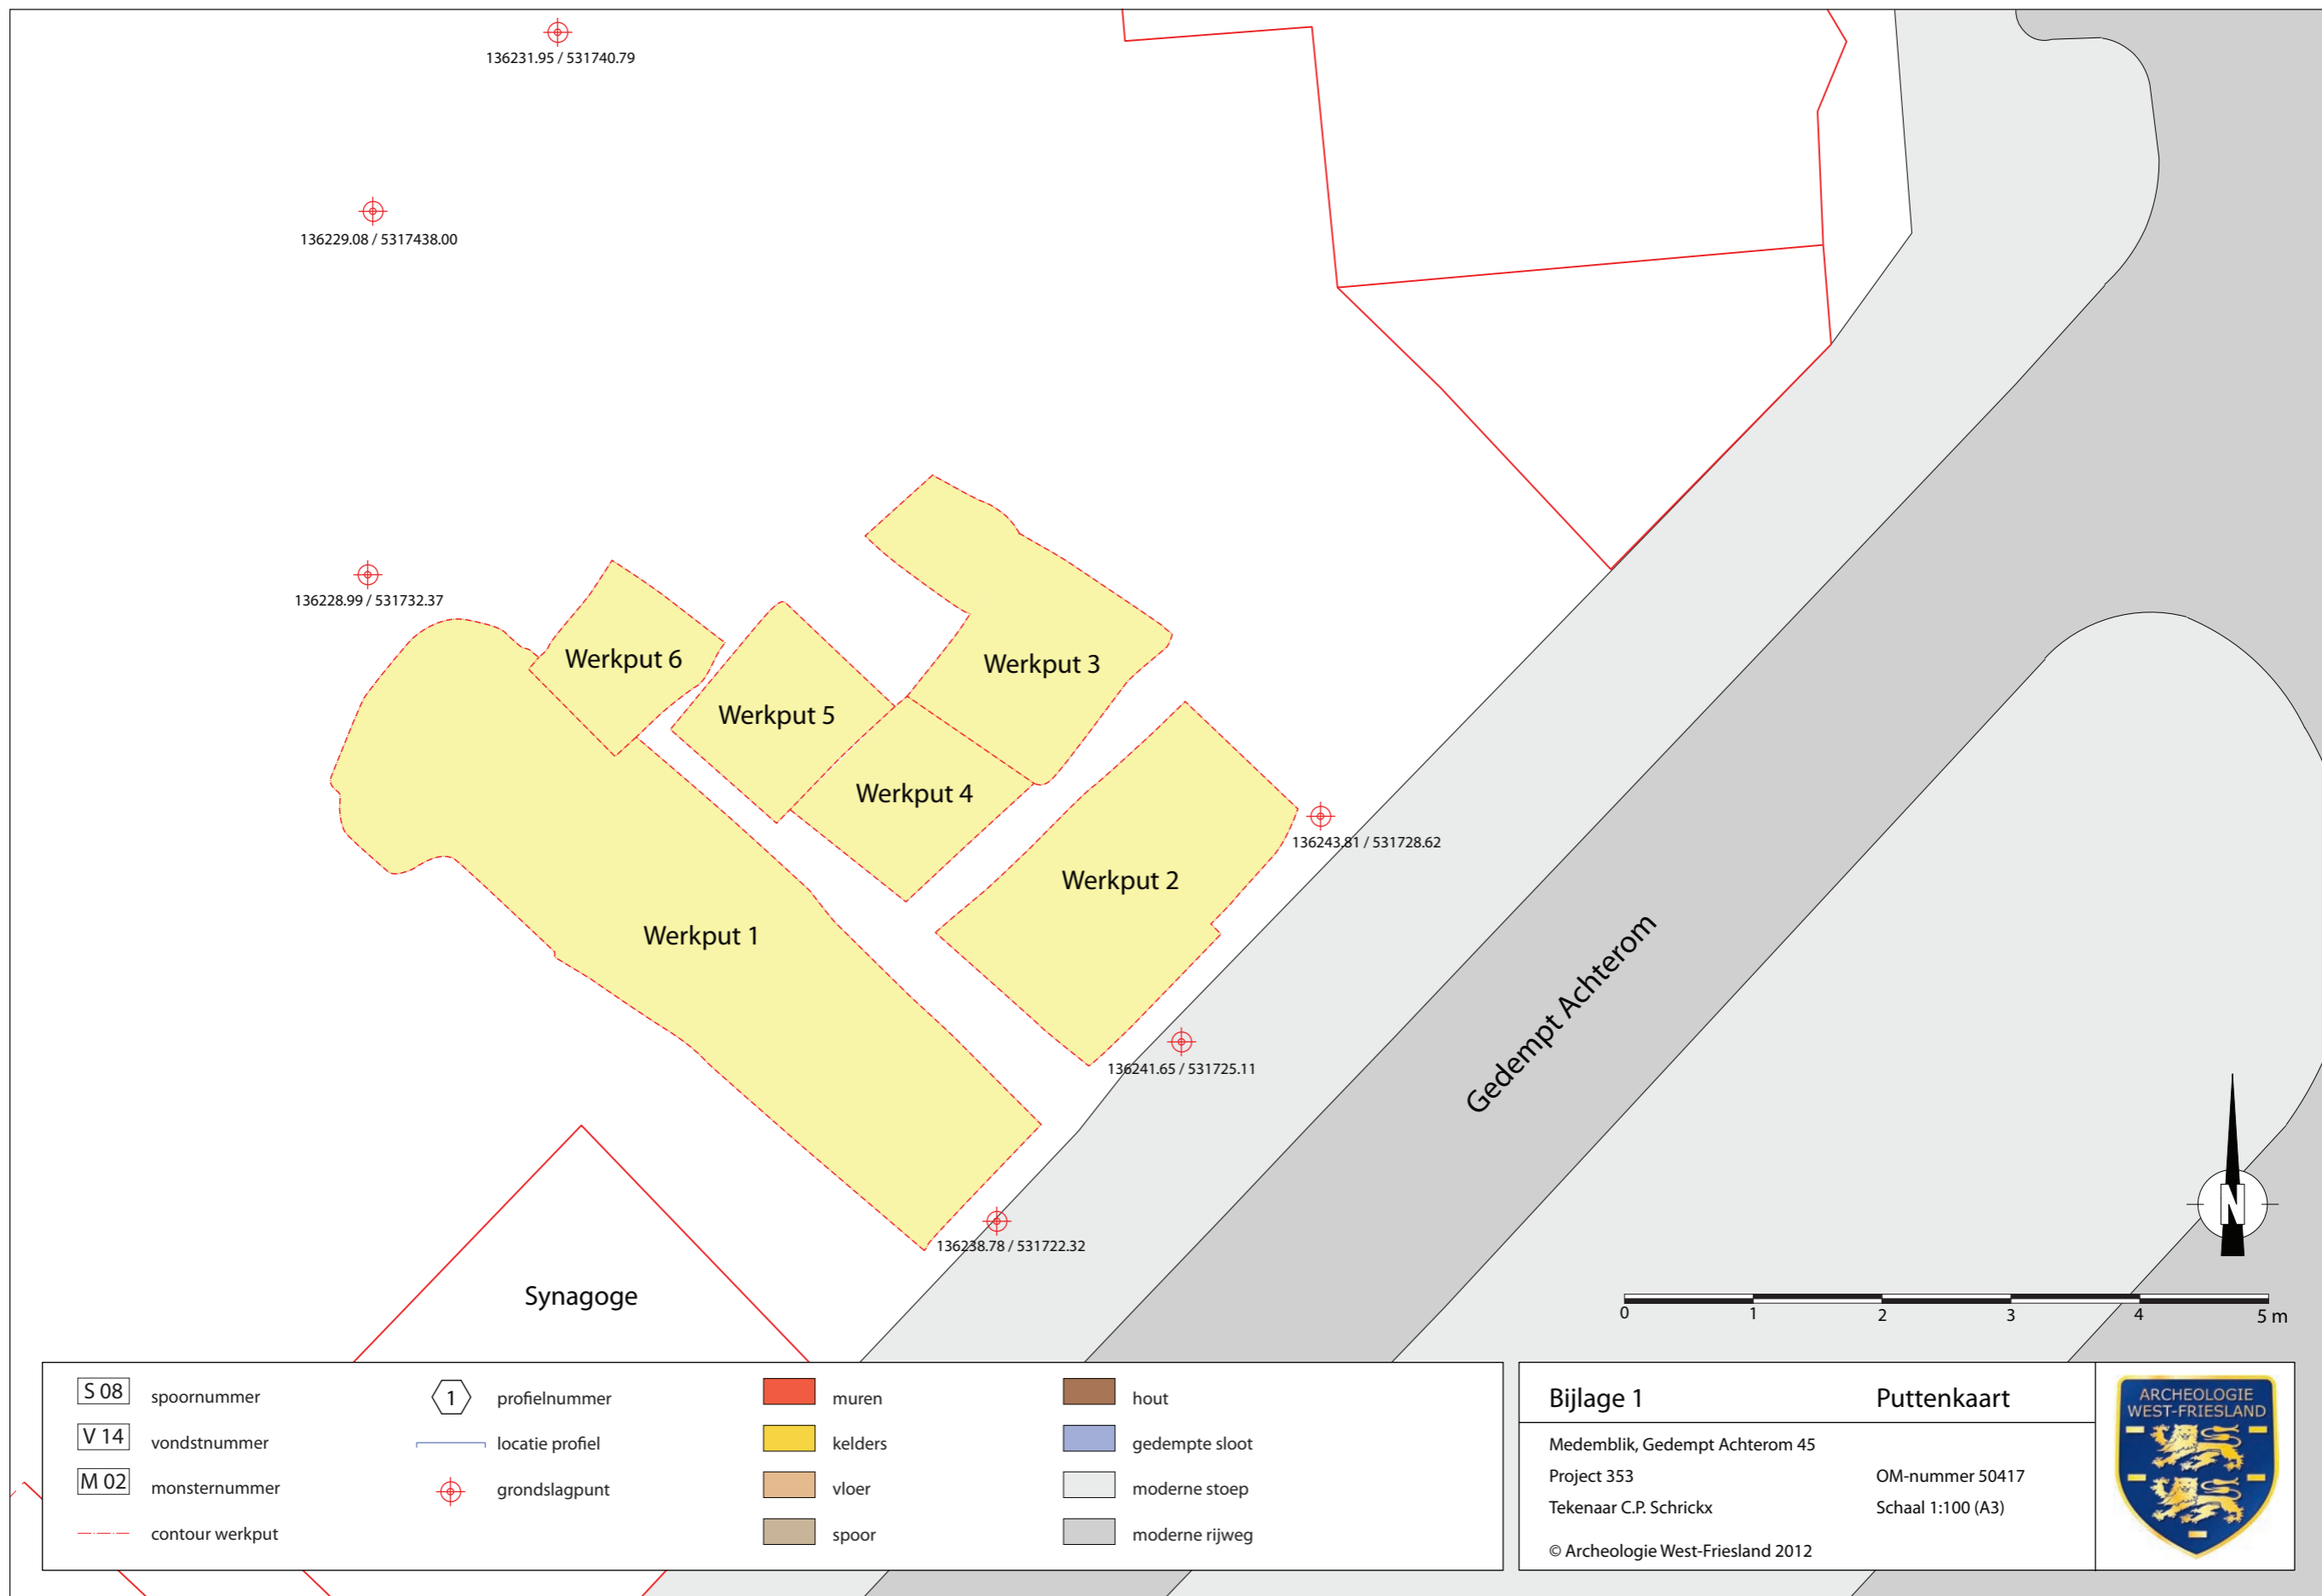 136231.95 / 531740.79
136229.08 / 5317438.00
136228.99 / 531732.37
Werkput 6
Werkput 3
Werkput 5
Werkput 4
136243.81 / 531728.62
Werkput 2
Werkput 1
Gedempt Achterom
136241.65 / 531725.11
N
136238.78 / 531722.32
Synagoge
0 1 2 3 4 5 m
S 08 spoornummer
V 14 vondstnummer
M 02 monsternummer
contour werkput
1 profielnummer
locatie profiel
grondslagpunt
muren
kelders
vloer
spoor
hout
gedempte sloot
moderne stoep
moderne rijweg
Bijlage 1 Puttenkaart
Medemblik, Gedempt Achterom 45
Project 353 OM-nummer 50417
Tekenaar C.P. Schrickx Schaal 1:100 (A3)
© Archeologie West-Friesland 2012
ARCHEOLOGIE
WEST-FRIESLAND